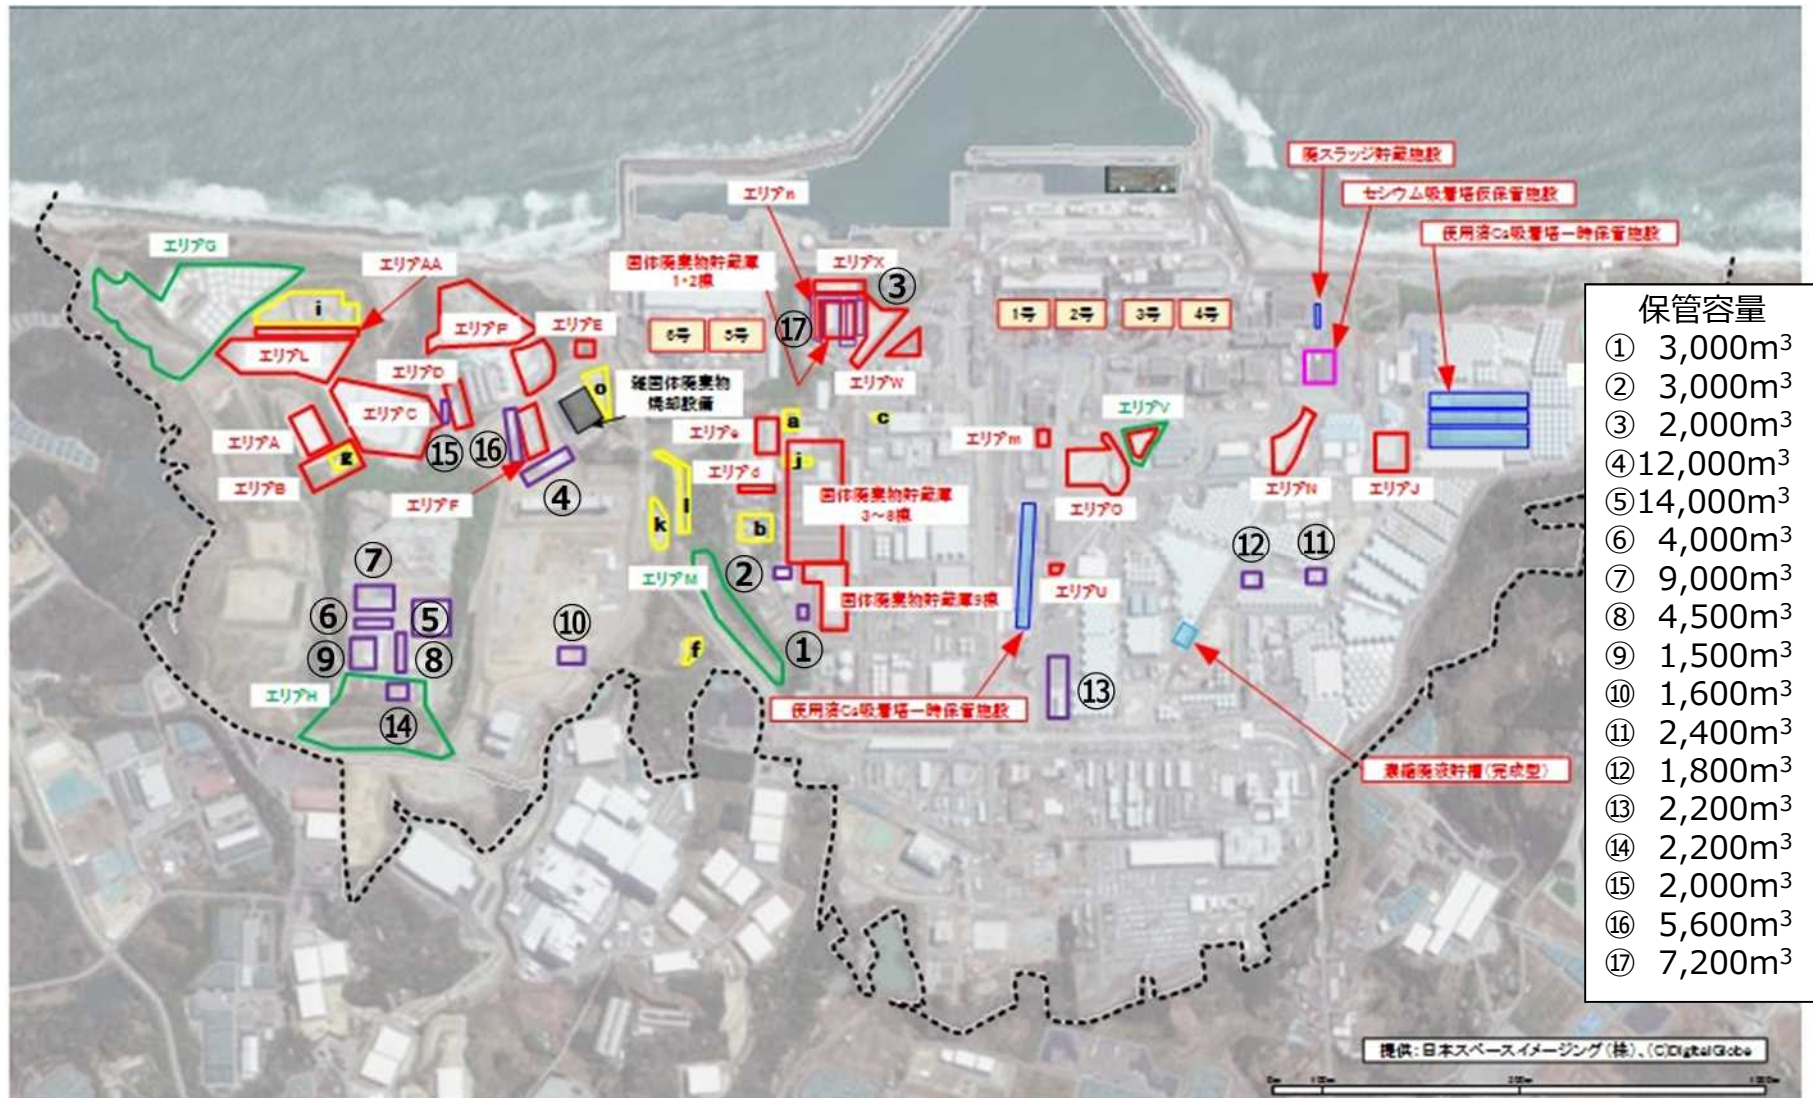 廃スラッジ貯蔵施設
セシウム吸着塔仮保管施設
使用済Cs吸着塔一時保管施設
エリアn
エリアG
エリアAA
固体廃棄物貯蔵庫
1・2棟
エリアX
③
i
エリアP
エリアE
エリアL
6号
5号
⑰
1号
2号
3号
4号
エリアD
o
雑固体廃棄物
焼却設備
エリアW
エリアC
エリアA
a
c
エリアV
エリアe
エリアm
g
⑮
⑯
j
エリアB
エリアd
エリアN
エリアJ
エリアF
④
固体廃棄物貯蔵庫
3~8棟
エリアO
k
l
b
⑦
エリアM
②
⑫
⑪
エリアU
⑥
⑤
固体廃棄物貯蔵庫9棟
⑩
⑨
⑧
f
①
エリアH
⑬
⑭
使用済Cs吸着塔一時保管施設
濃縮廃液貯槽(完成型)
保管容量
① 3,000m³
② 3,000m³
③ 2,000m³
④12,000m³
⑤14,000m³
⑥ 4,000m³
⑦ 9,000m³
⑧ 4,500m³
⑨ 1,500m³
⑩ 1,600m³
⑪ 2,400m³
⑫ 1,800m³
⑬ 2,200m³
⑭ 2,200m³
⑮ 2,000m³
⑯ 5,600m³
⑰ 7,200m³
提供:日本スペースイメージング(株)、(C)DigitalGlobe
0m
100m
1000m